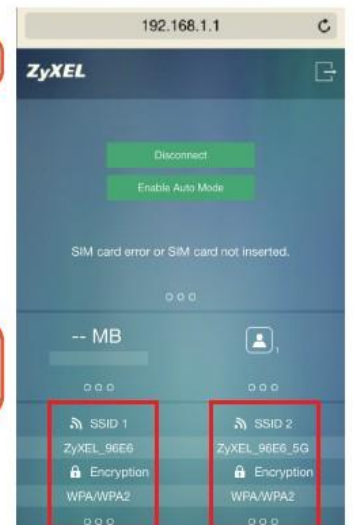 192.168.1.1
ZyXEL
Disconnect
Enable Auto Mode
SIM card error or SIM card not inserted.
-- MB
1
SSID 1
ZyXEL_96E6
Encryption
WPA/WPA2
SSID 2
ZyXEL_96E6_5G
Encryption
WPA/WPA2